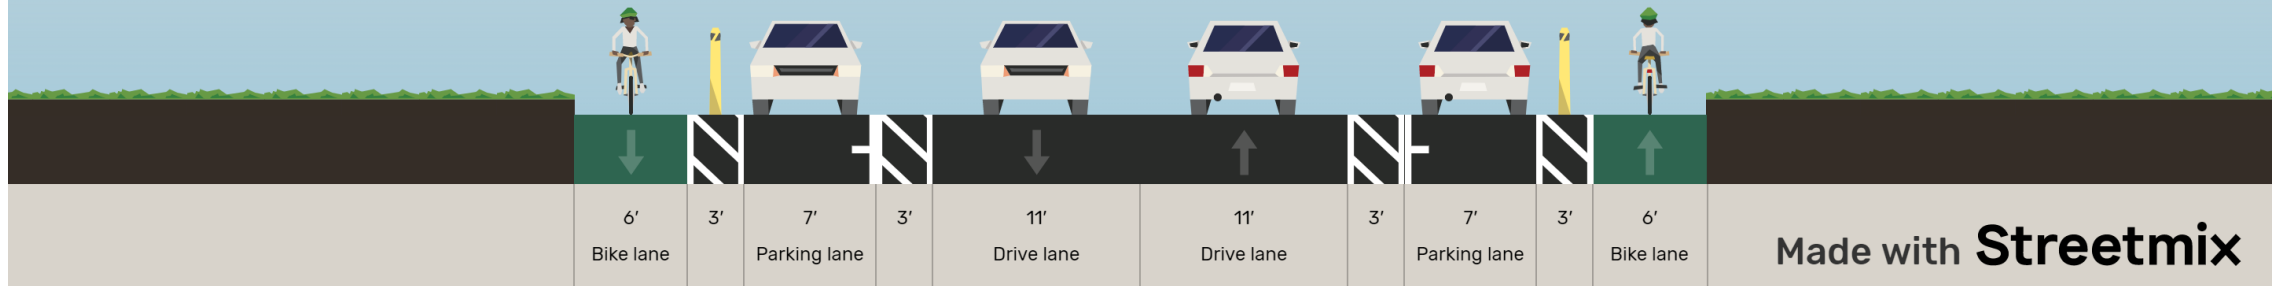 6′ 3′ 7′ 3′ 11′ 11′ 3′ 7′ 3′ 6′
Bike lane Parking lane Drive lane Drive lane Parking lane Bike lane
Made with Streetmix